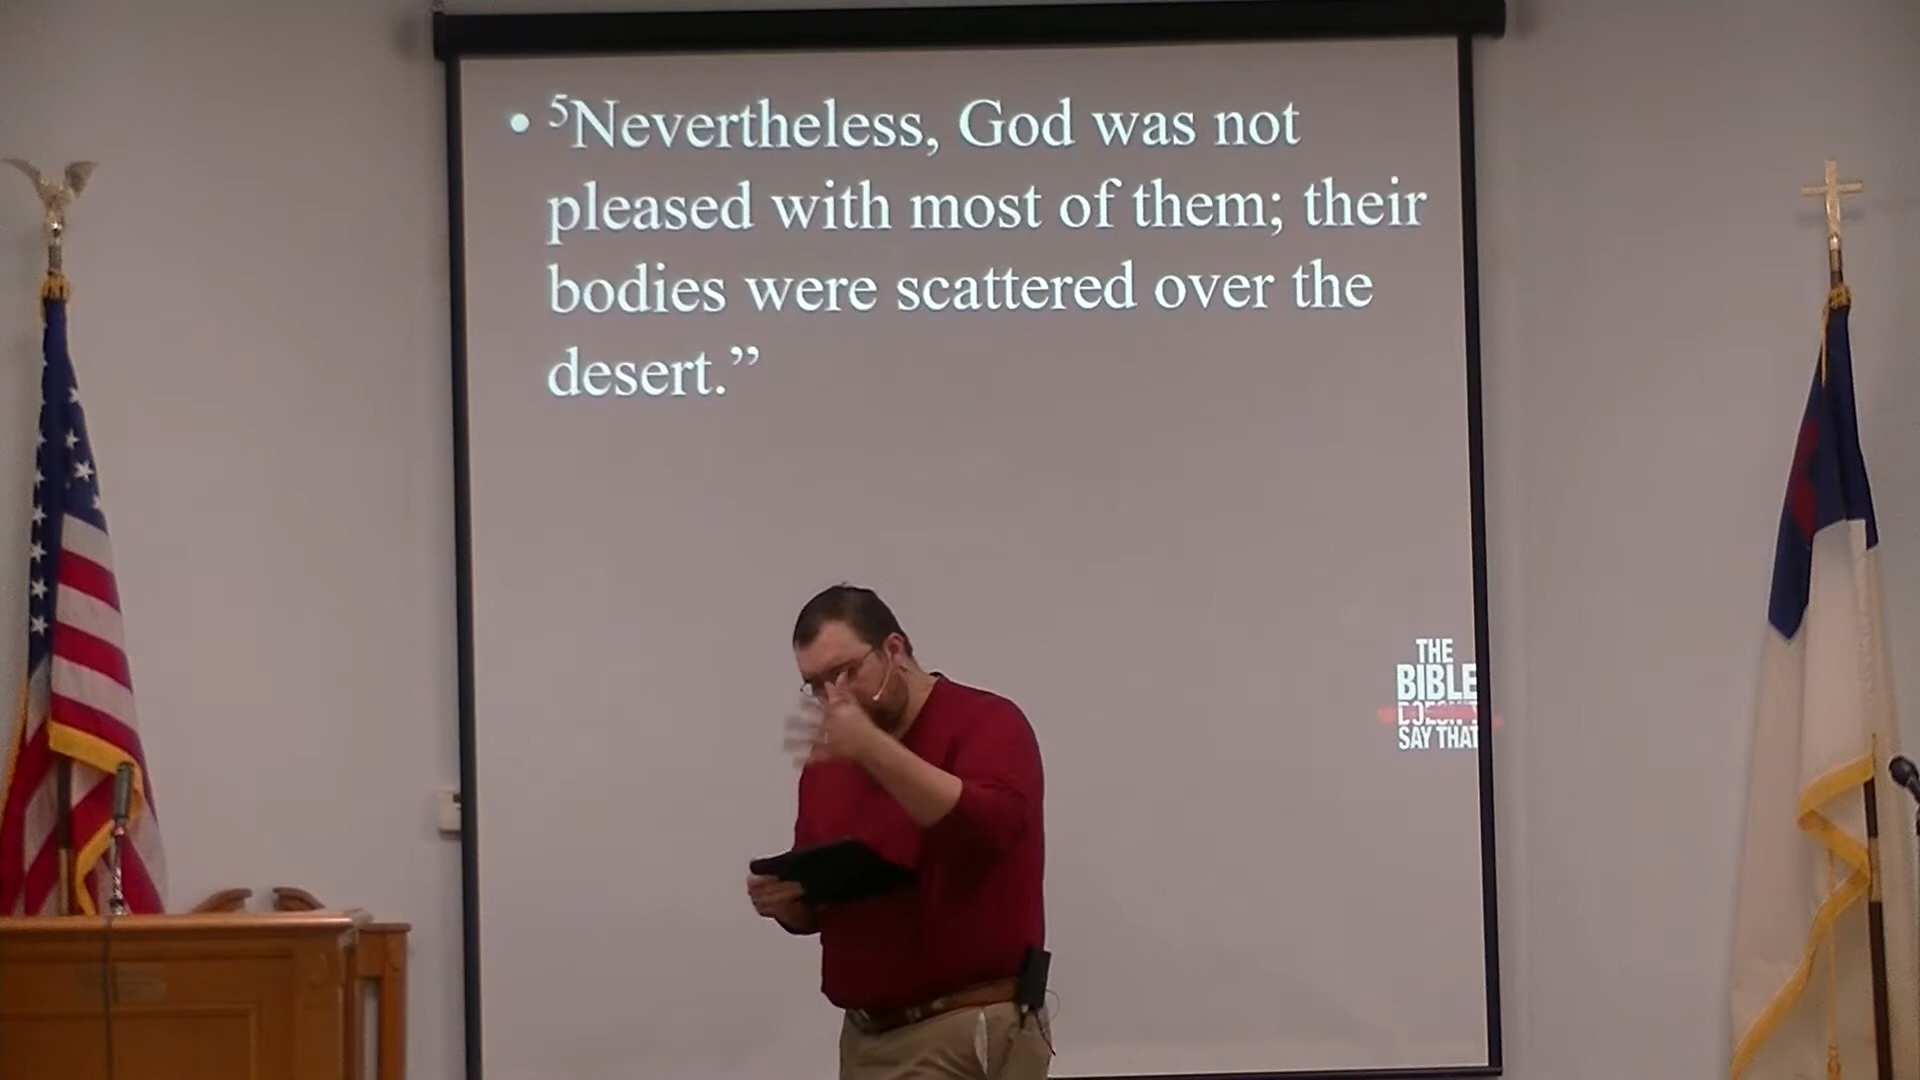 • ⁵Nevertheless, God was not
pleased with most of them; their
bodies were scattered over the
desert.”
THE
BIBLE
DOESN'T
SAY THAT